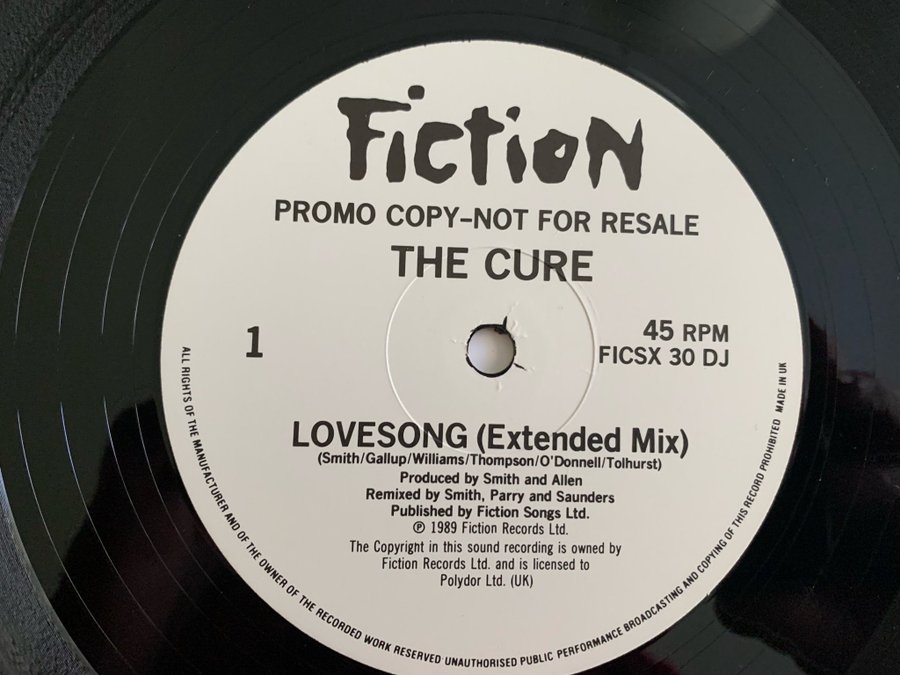 Fiction
PROMO COPY–NOT FOR RESALE
THE CURE
1
45 RPM
FICSX 30 DJ
LOVESONG (Extended Mix)
(Smith/Gallup/Williams/Thompson/O'Donnell/Tolhurst)
Produced by Smith and Allen
Remixed by Smith, Parry and Saunders
Published by Fiction Songs Ltd.
℗ 1989 Fiction Records Ltd.
The Copyright in this sound recording is owned by
Fiction Records Ltd. and is licensed to
Polydor Ltd. (UK)
ALL RIGHTS OF THE MANUFACTURER AND OF THE OWNER OF THE RECORDED WORK RESERVED UNAUTHORISED PUBLIC PERFORMANCE BROADCASTING AND COPYING OF THIS RECORD PROHIBITED MADE IN UK